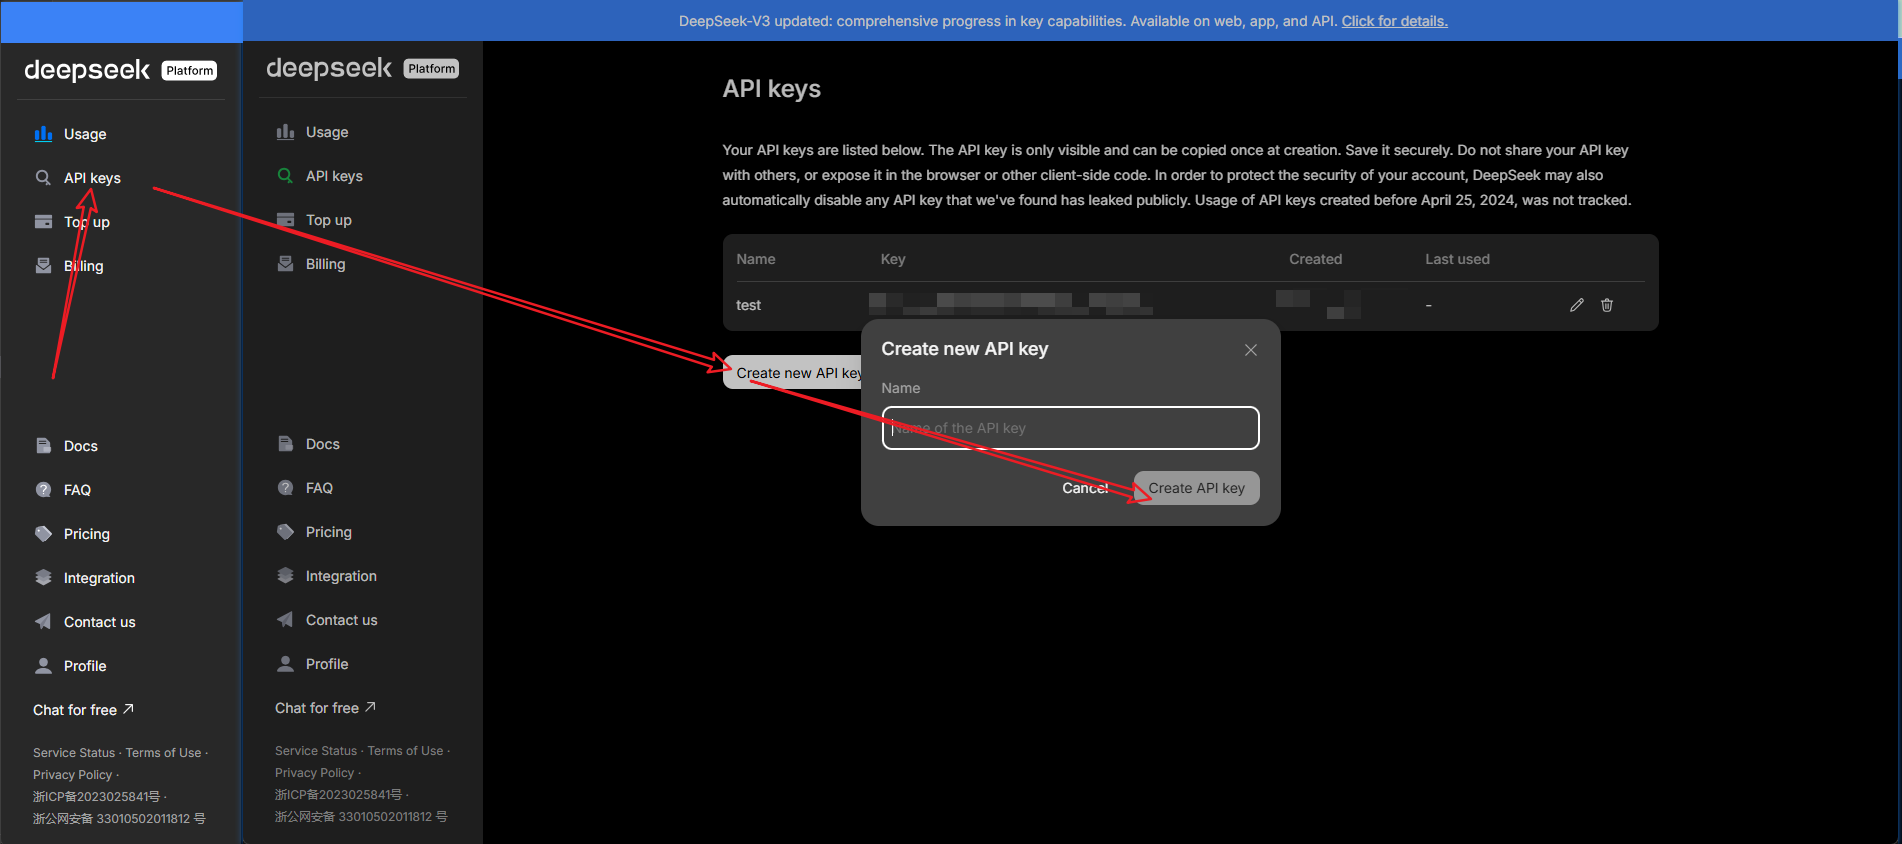 DeepSeek-V3 updated: comprehensive progress in key capabilities. Available on web, app, and API. Click for details.
deepseek Platform
Usage
API keys
Top up
Billing
Docs
FAQ
Pricing
Integration
Contact us
Profile
Chat for free
Service Status · Terms of Use ·
Privacy Policy ·
浙ICP备2023025841号 ·
浙公网安备 33010502011812 号
deepseek Platform
Usage
API keys
Top up
Billing
Docs
FAQ
Pricing
Integration
Contact us
Profile
Chat for free
Service Status · Terms of Use ·
Privacy Policy ·
浙ICP备2023025841号 ·
浙公网安备 33010502011812 号
API keys
Your API keys are listed below. The API key is only visible and can be copied once at creation. Save it securely. Do not share your API key
with others, or expose it in the browser or other client-side code. In order to protect the security of your account, DeepSeek may also
automatically disable any API key that we've found has leaked publicly. Usage of API keys created before April 25, 2024, was not tracked.
Name Key Created Last used
test -
Create new API key
Create new API key
Name
Name of the API key
Cancel Create API key